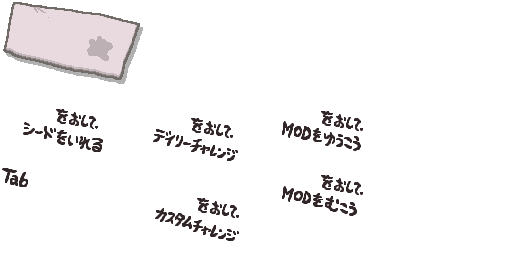 をおして、
シードをいれる
をおして、
デイリーチャレンジ
をおして、
MODをゆうこう
Tab
をおして、
カスタムチャレンジ
をおして、
MODをむこう